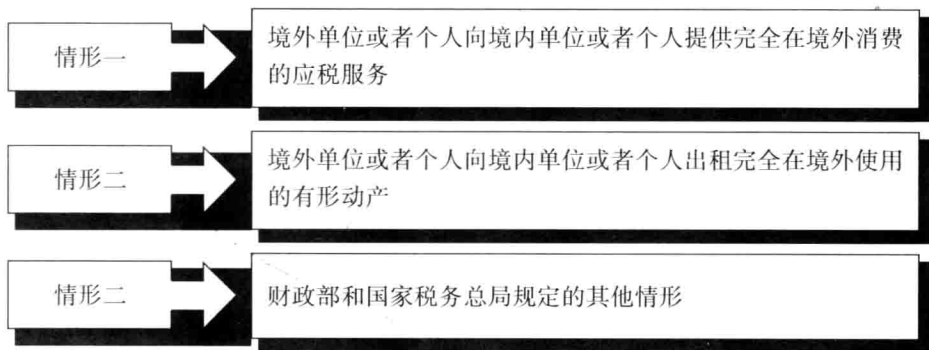 情形一
境外单位或者个人向境内单位或者个人提供完全在境外消费
的应税服务
情形二
境外单位或者个人向境内单位或者个人出租完全在境外使用
的有形动产
情形二
财政部和国家税务总局规定的其他情形